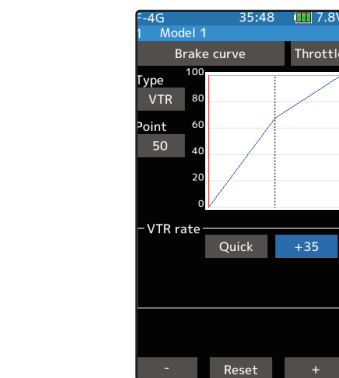 F-4G 35:48 7.8V
1 Model 1
Brake curve Throttle
Type
VTR
Point
50
100
80
60
40
20
0
VTR rate
Quick +35
- Reset +